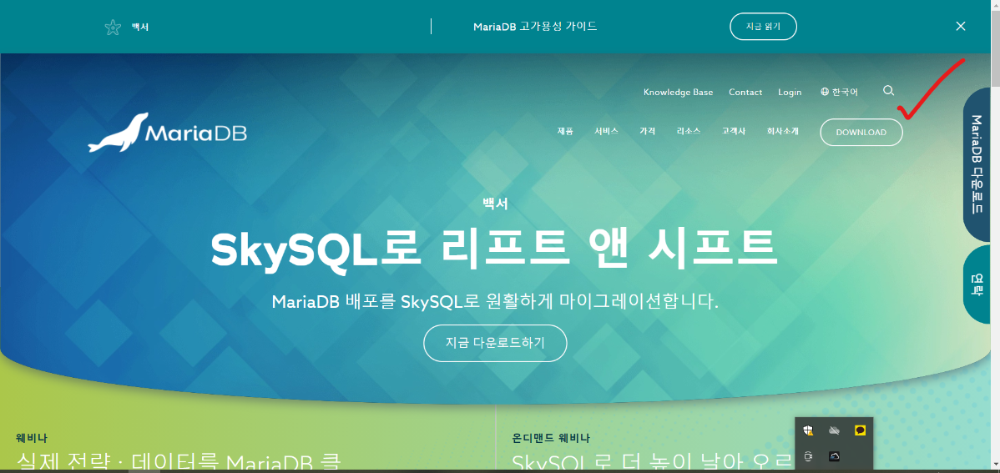 백서
MariaDB 고가용성 가이드
지금 읽기
Knowledge Base
Contact
Login
한국어
MariaDB
제품
서비스
가격
리소스
고객사
회사소개
DOWNLOAD
MariaDB 다운로드
연락
백서
SkySQL로 리프트 앤 시프트
MariaDB 배포를 SkySQL로 원활하게 마이그레이션합니다.
지금 다운로드하기
웨비나
실제 전략 : 데이터를 MariaDB 클
온디맨드 웨비나
SkySQL로 더 높이 날아 오르